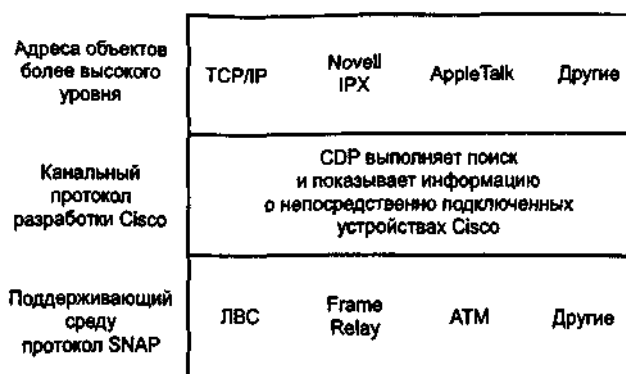 Адреса объектов
более высокого
уровня
TCP/IP
Novell
IPX
AppleTalk
Другие
Канальный
протокол
разработки Cisco
CDP выполняет поиск
и показывает информацию
о непосредственно подключенных
устройствах Cisco
Поддерживающий
среду
протокол SNAP
ЛВС
Frame
Relay
ATM
Другие